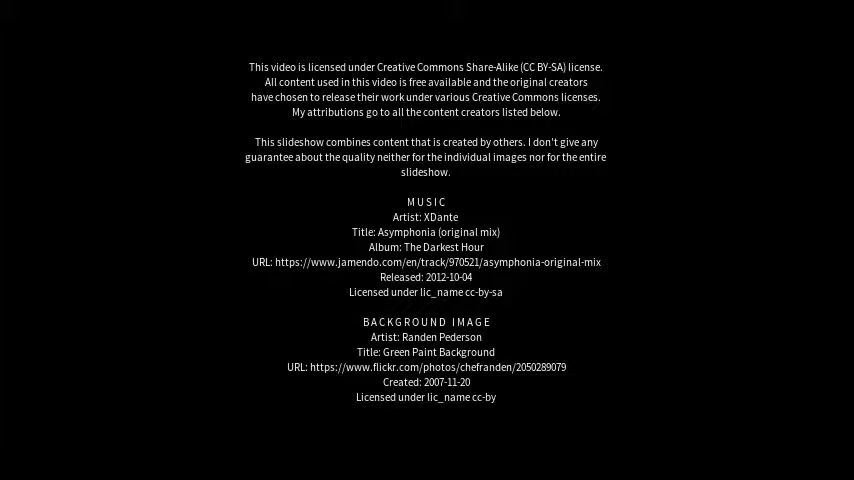 This video is licensed under Creative Commons Share-Alike (CC BY-SA) license.
All content used in this video is free available and the original creators
have chosen to release their work under various Creative Commons licenses.
My attributions go to all the content creators listed below.
This slideshow combines content that is created by others. I don't give any
guarantee about the quality neither for the individual images nor for the entire
slideshow.
MUSIC
Artist: XDante
Title: Asymphonia (original mix)
Album: The Darkest Hour
URL: https://www.jamendo.com/en/track/970521/asymphonia-original-mix
Released: 2012-10-04
Licensed under lic_name cc-by-sa
BACKGROUND IMAGE
Artist: Randen Pederson
Title: Green Paint Background
URL: https://www.flickr.com/photos/chefranden/2050289079
Created: 2007-11-20
Licensed under lic_name cc-by